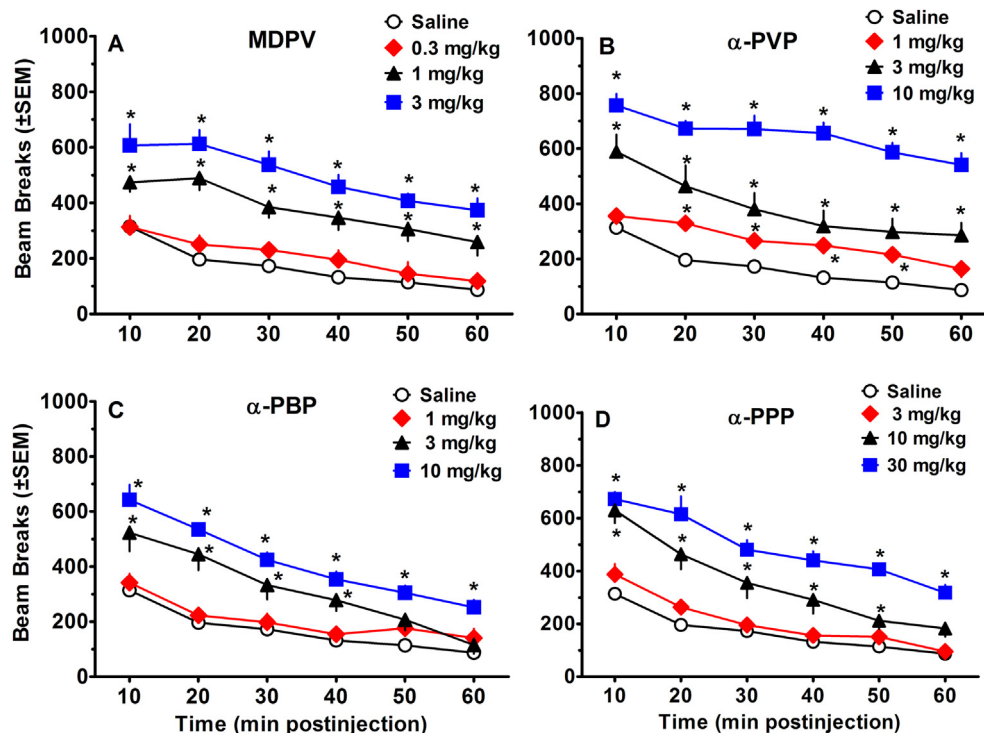 A
MDPV
Saline
0.3 mg/kg
1 mg/kg
3 mg/kg
Beam Breaks (±SEM)
1000
800
600
400
200
0
10 20 30 40 50 60
* * * * * *
* * * * * *
B
α-PVP
Saline
1 mg/kg
3 mg/kg
10 mg/kg
1000
800
600
400
200
0
10 20 30 40 50 60
* * * * * *
* * * * * *
* * * *
C
α-PBP
Saline
1 mg/kg
3 mg/kg
10 mg/kg
Beam Breaks (±SEM)
1000
800
600
400
200
0
10 20 30 40 50 60
Time (min postinjection)
* * * * * *
* * * *
D
α-PPP
Saline
3 mg/kg
10 mg/kg
30 mg/kg
1000
800
600
400
200
0
10 20 30 40 50 60
Time (min postinjection)
* * * * * *
* * * * *